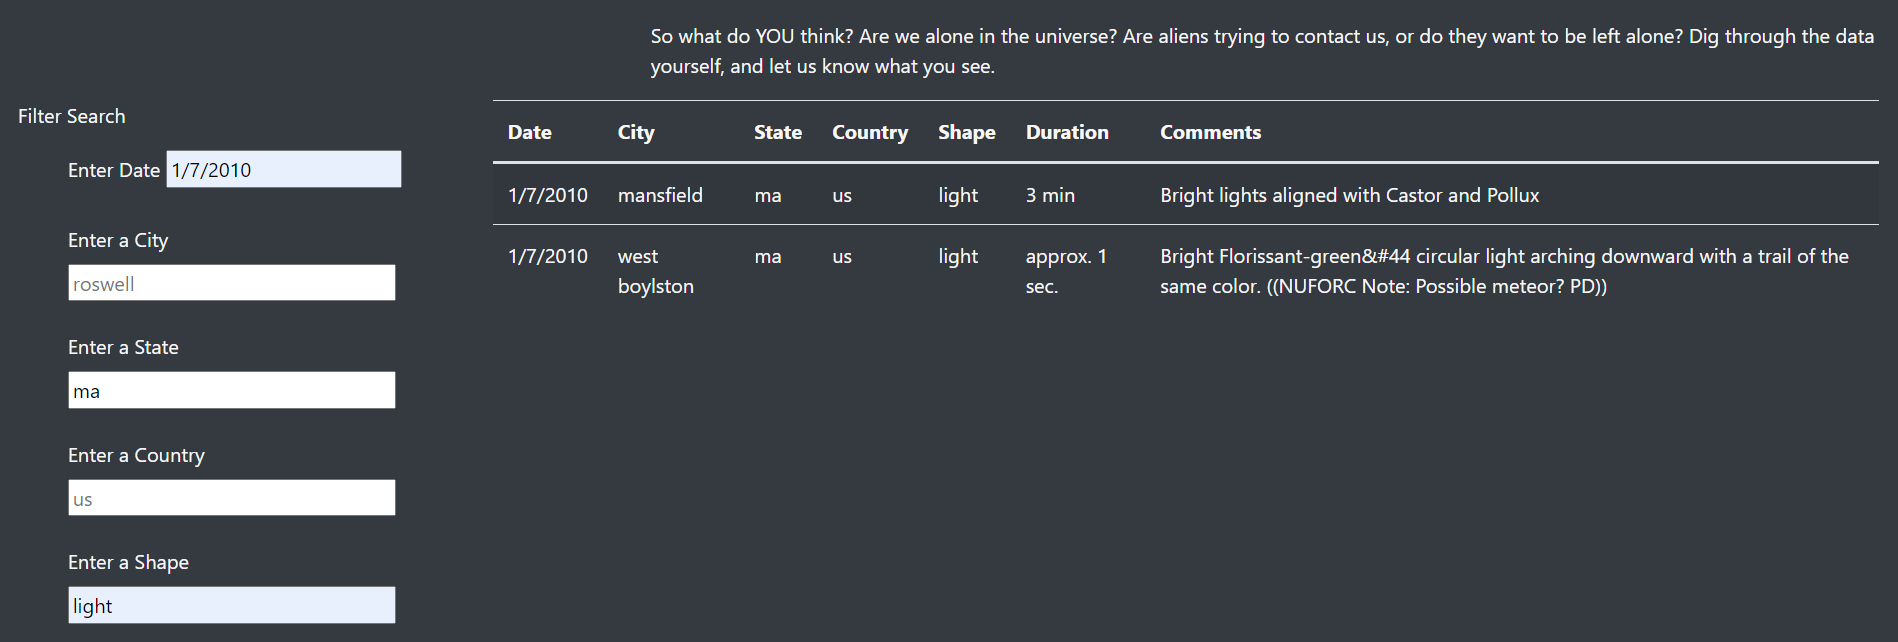 So what do YOU think? Are we alone in the universe? Are aliens trying to contact us, or do they want to be left alone? Dig through the data
yourself, and let us know what you see.
Filter Search
Enter Date 1/7/2010
Enter a City
roswell
Enter a State
ma
Enter a Country
us
Enter a Shape
light
Date City State Country Shape Duration Comments
1/7/2010 mansfield ma us light 3 min Bright lights aligned with Castor and Pollux
1/7/2010 west ma us light approx. 1 Bright Florissant-green&#44 circular light arching downward with a trail of the
boylston sec. same color. ((NUFORC Note: Possible meteor? PD))